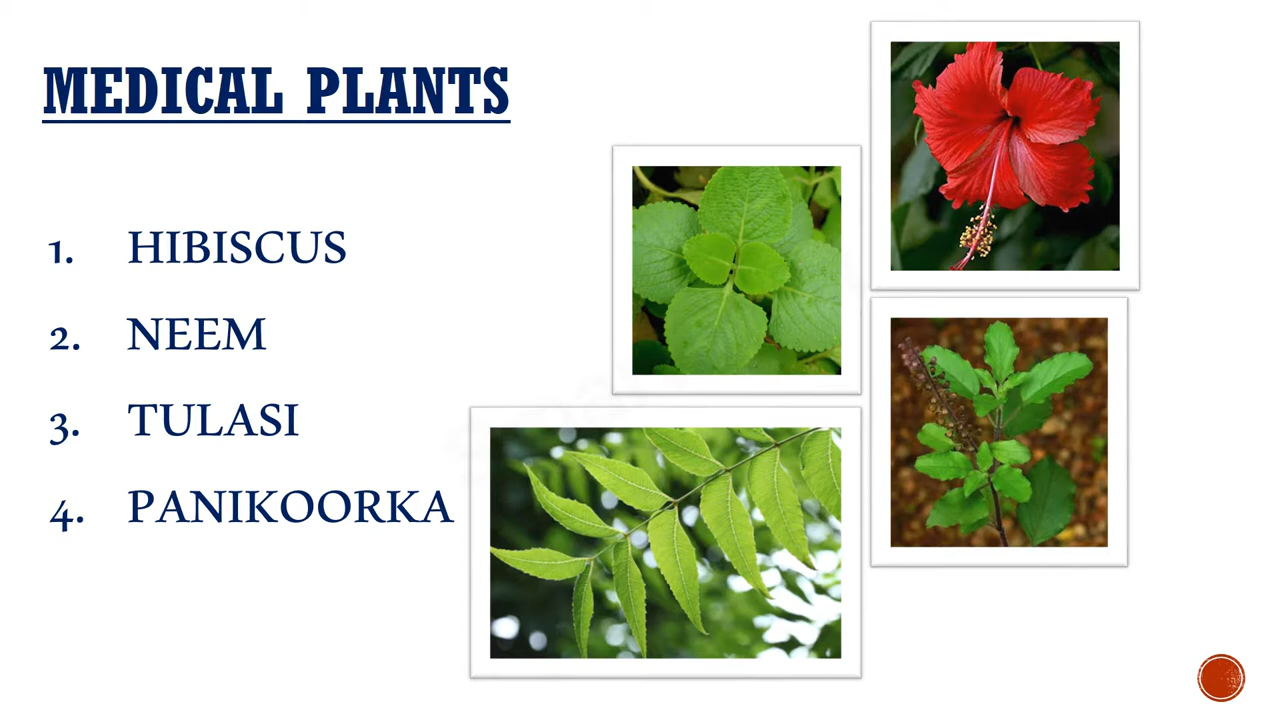 MEDICAL PLANTS
1. HIBISCUS
2. NEEM
3. TULASI
4. PANIKOORKA